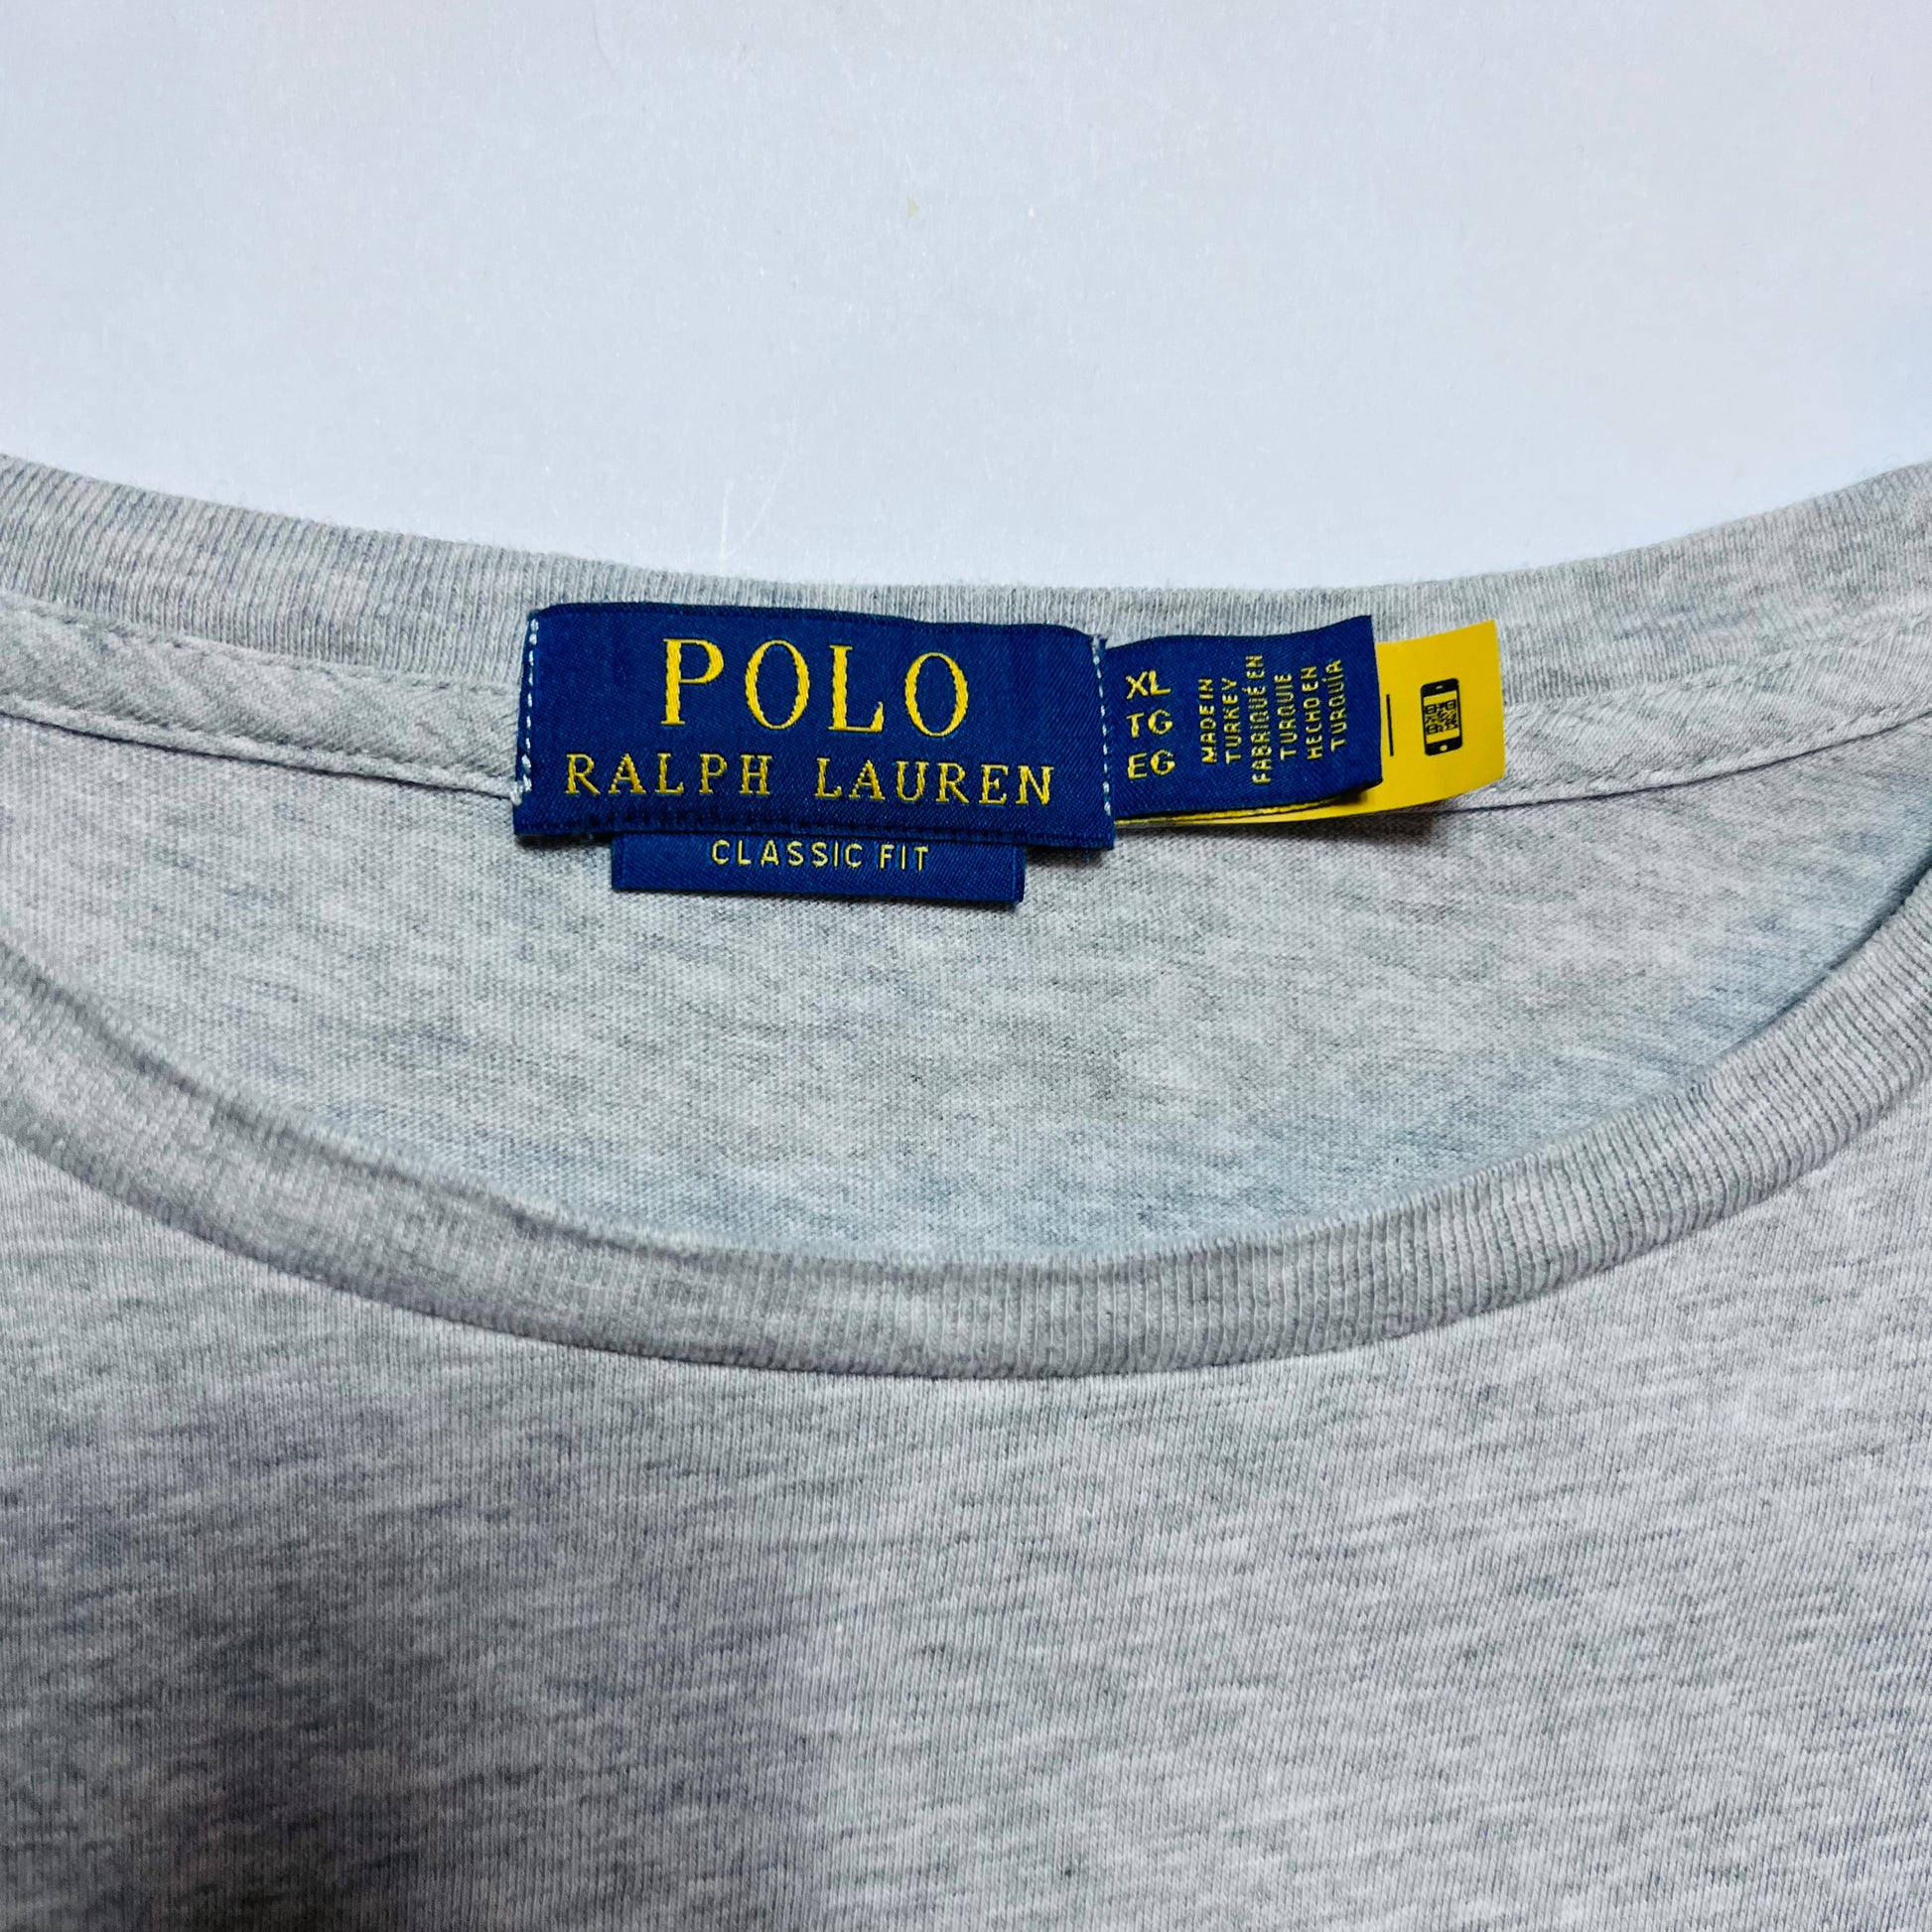 POLO
RALPH LAUREN
CLASSIC FIT
XL
TG
EG
MADE IN
TURKEY
FABRIQUÉ EN
TURQUIE
HECHO EN
TURQUÍA